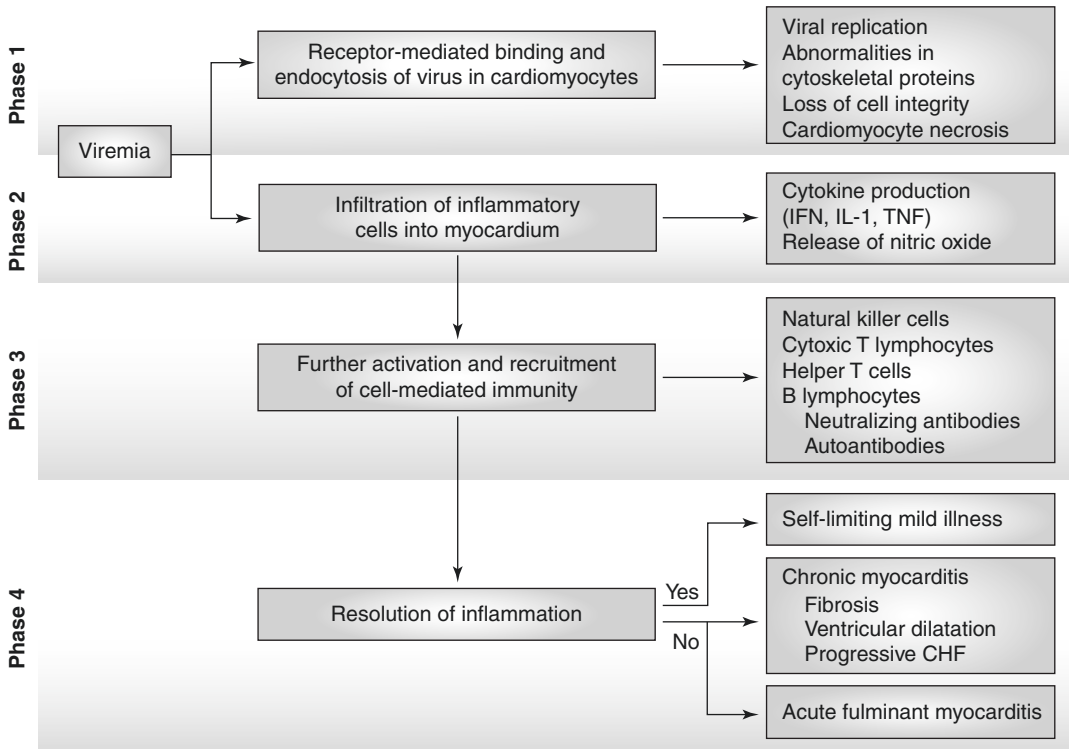 Phase 1
Viremia
Receptor-mediated binding and
endocytosis of virus in cardiomyocytes
Viral replication
Abnormalities in
cytoskeletal proteins
Loss of cell integrity
Cardiomyocyte necrosis
Phase 2
Infiltration of inflammatory
cells into myocardium
Cytokine production
(IFN, IL-1, TNF)
Release of nitric oxide
Phase 3
Further activation and recruitment
of cell-mediated immunity
Natural killer cells
Cytoxic T lymphocytes
Helper T cells
B lymphocytes
Neutralizing antibodies
Autoantibodies
Phase 4
Resolution of inflammation
Yes
No
Self-limiting mild illness
Chronic myocarditis
Fibrosis
Ventricular dilatation
Progressive CHF
Acute fulminant myocarditis